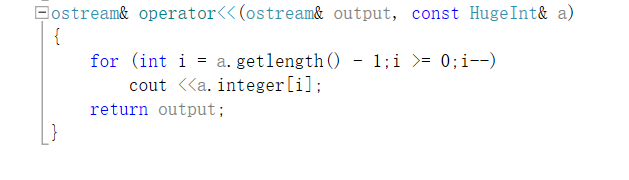 ostream& operator<<(ostream& output, const HugeInt& a)
{
for (int i = a.getlength() - 1;i >= 0;i--)
cout <<a.integer[i];
return output;
}